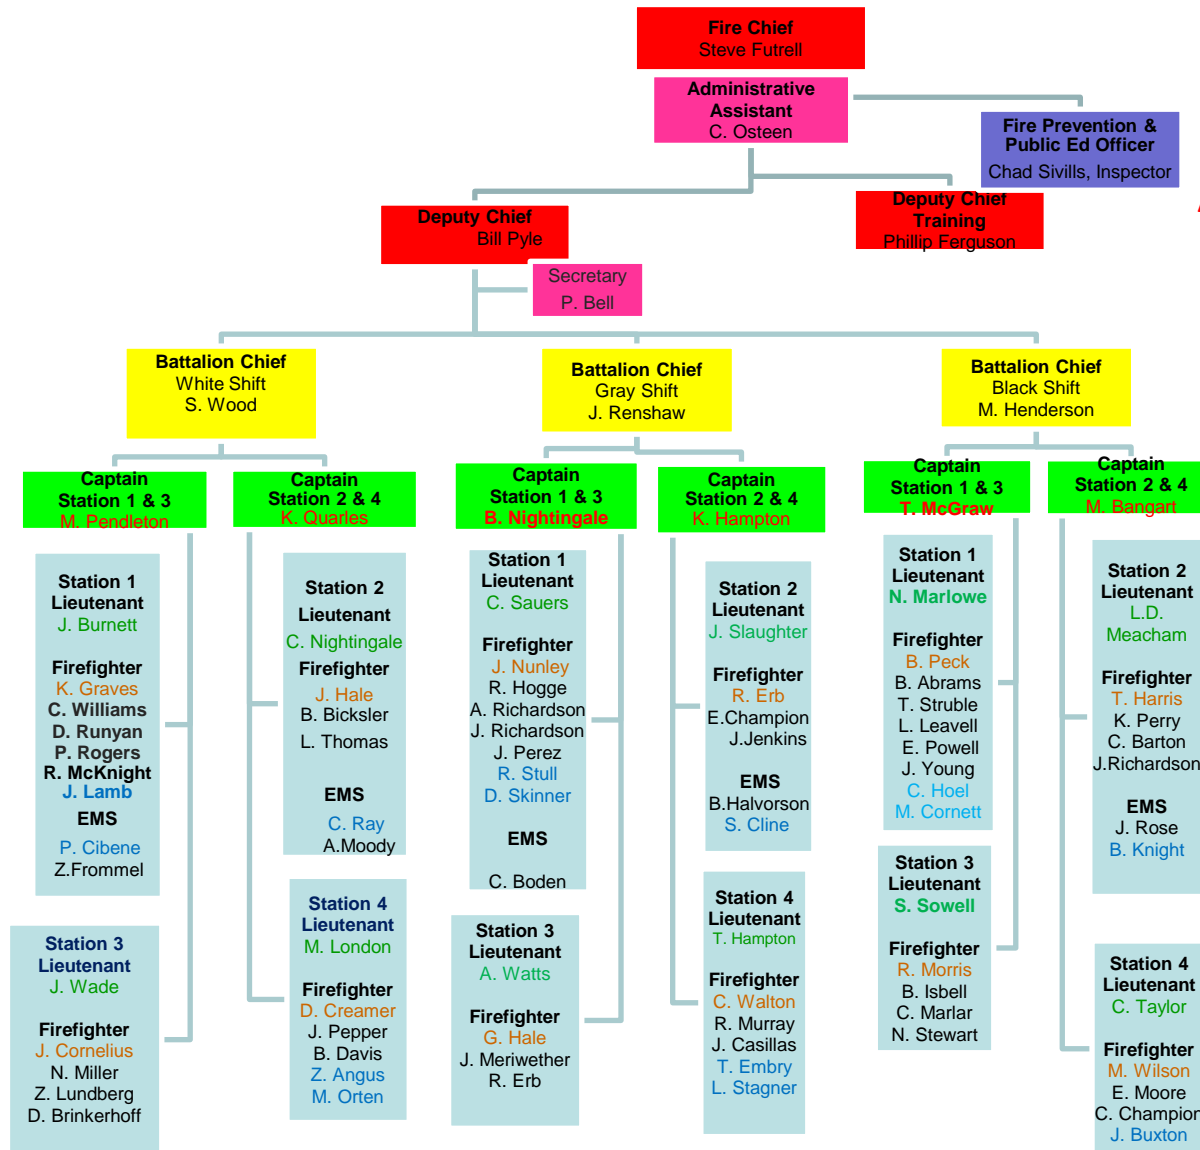 Fire Chief
Steve Futrell
Administrative
Assistant
C. Osteen
Fire Prevention &
Public Ed Officer
Chad Sivills, Inspector
Deputy Chief
Bill Pyle
Deputy Chief
Training
Phillip Ferguson
Secretary
P. Bell
Battalion Chief
White Shift
S. Wood
Battalion Chief
Gray Shift
J. Renshaw
Battalion Chief
Black Shift
M. Henderson
Captain
Station 1 & 3
M. Pendleton
Captain
Station 2 & 4
K. Quarles
Captain
Station 1 & 3
B. Nightingale
Captain
Station 2 & 4
K. Hampton
Captain
Station 1 & 3
T. McGraw
Captain
Station 2 & 4
M. Bangart
Station 1
Lieutenant
J. Burnett
Firefighter
K. Graves
C. Williams
D. Runyan
P. Rogers
R. McKnight
J. Lamb
EMS
P. Cibene
Z.Frommel
Station 3
Lieutenant
J. Wade
Firefighter
J. Cornelius
N. Miller
Z. Lundberg
D. Brinkerhoff
Station 2
Lieutenant
C. Nightingale
Firefighter
J. Hale
B. Bicksler
L. Thomas
EMS
C. Ray
A.Moody
Station 4
Lieutenant
M. London
Firefighter
D. Creamer
J. Pepper
B. Davis
Z. Angus
M. Orten
Station 1
Lieutenant
C. Sauers
Firefighter
J. Nunley
R. Hogge
A. Richardson
J. Richardson
J. Perez
R. Stull
D. Skinner
EMS
C. Boden
Station 3
Lieutenant
A. Watts
Firefighter
G. Hale
J. Meriwether
R. Erb
Station 2
Lieutenant
J. Slaughter
Firefighter
R. Erb
E.Champion
J.Jenkins
EMS
B.Halvorson
S. Cline
Station 4
Lieutenant
T. Hampton
Firefighter
C. Walton
R. Murray
J. Casillas
T. Embry
L. Stagner
Station 1
Lieutenant
N. Marlowe
Firefighter
B. Peck
B. Abrams
T. Struble
L. Leavell
E. Powell
J. Young
C. Hoel
M. Cornett
Station 3
Lieutenant
S. Sowell
Firefighter
R. Morris
B. Isbell
C. Marlar
N. Stewart
Station 2
Lieutenant
L.D.
Meacham
Firefighter
T. Harris
K. Perry
C. Barton
J.Richardson
EMS
J. Rose
B. Knight
Station 4
Lieutenant
C. Taylor
Firefighter
M. Wilson
E. Moore
C. Champion
J. Buxton